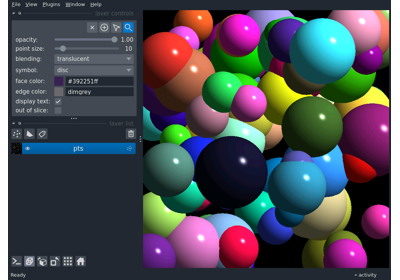 File View Plugins Window Help
layer controls
opacity: 1.00
point size: 10
blending: translucent
symbol: disc
face color: #392251ff
edge color: dimgrey
display text:
out of slice:
layer list
pts
Ready
activity